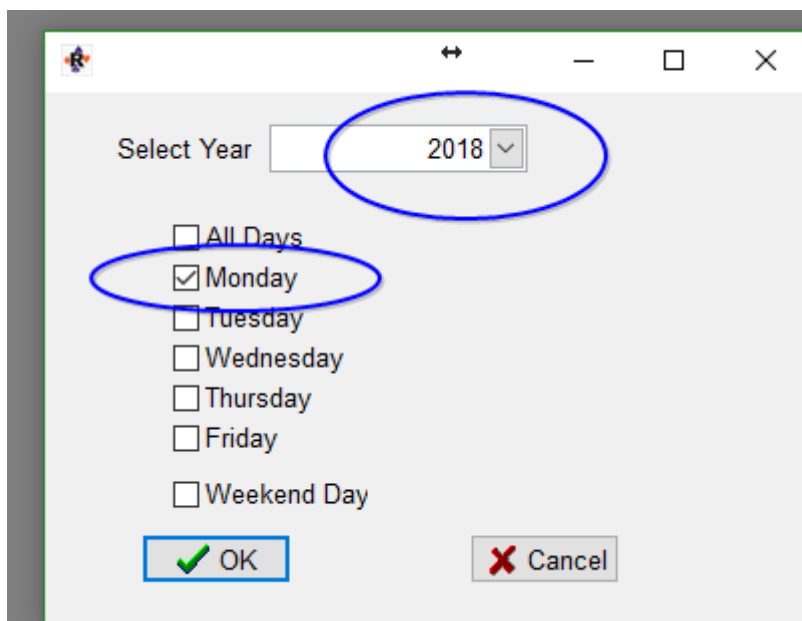 R
Select Year 2018
All Days
Monday
Tuesday
Wednesday
Thursday
Friday
Weekend Day
OK Cancel